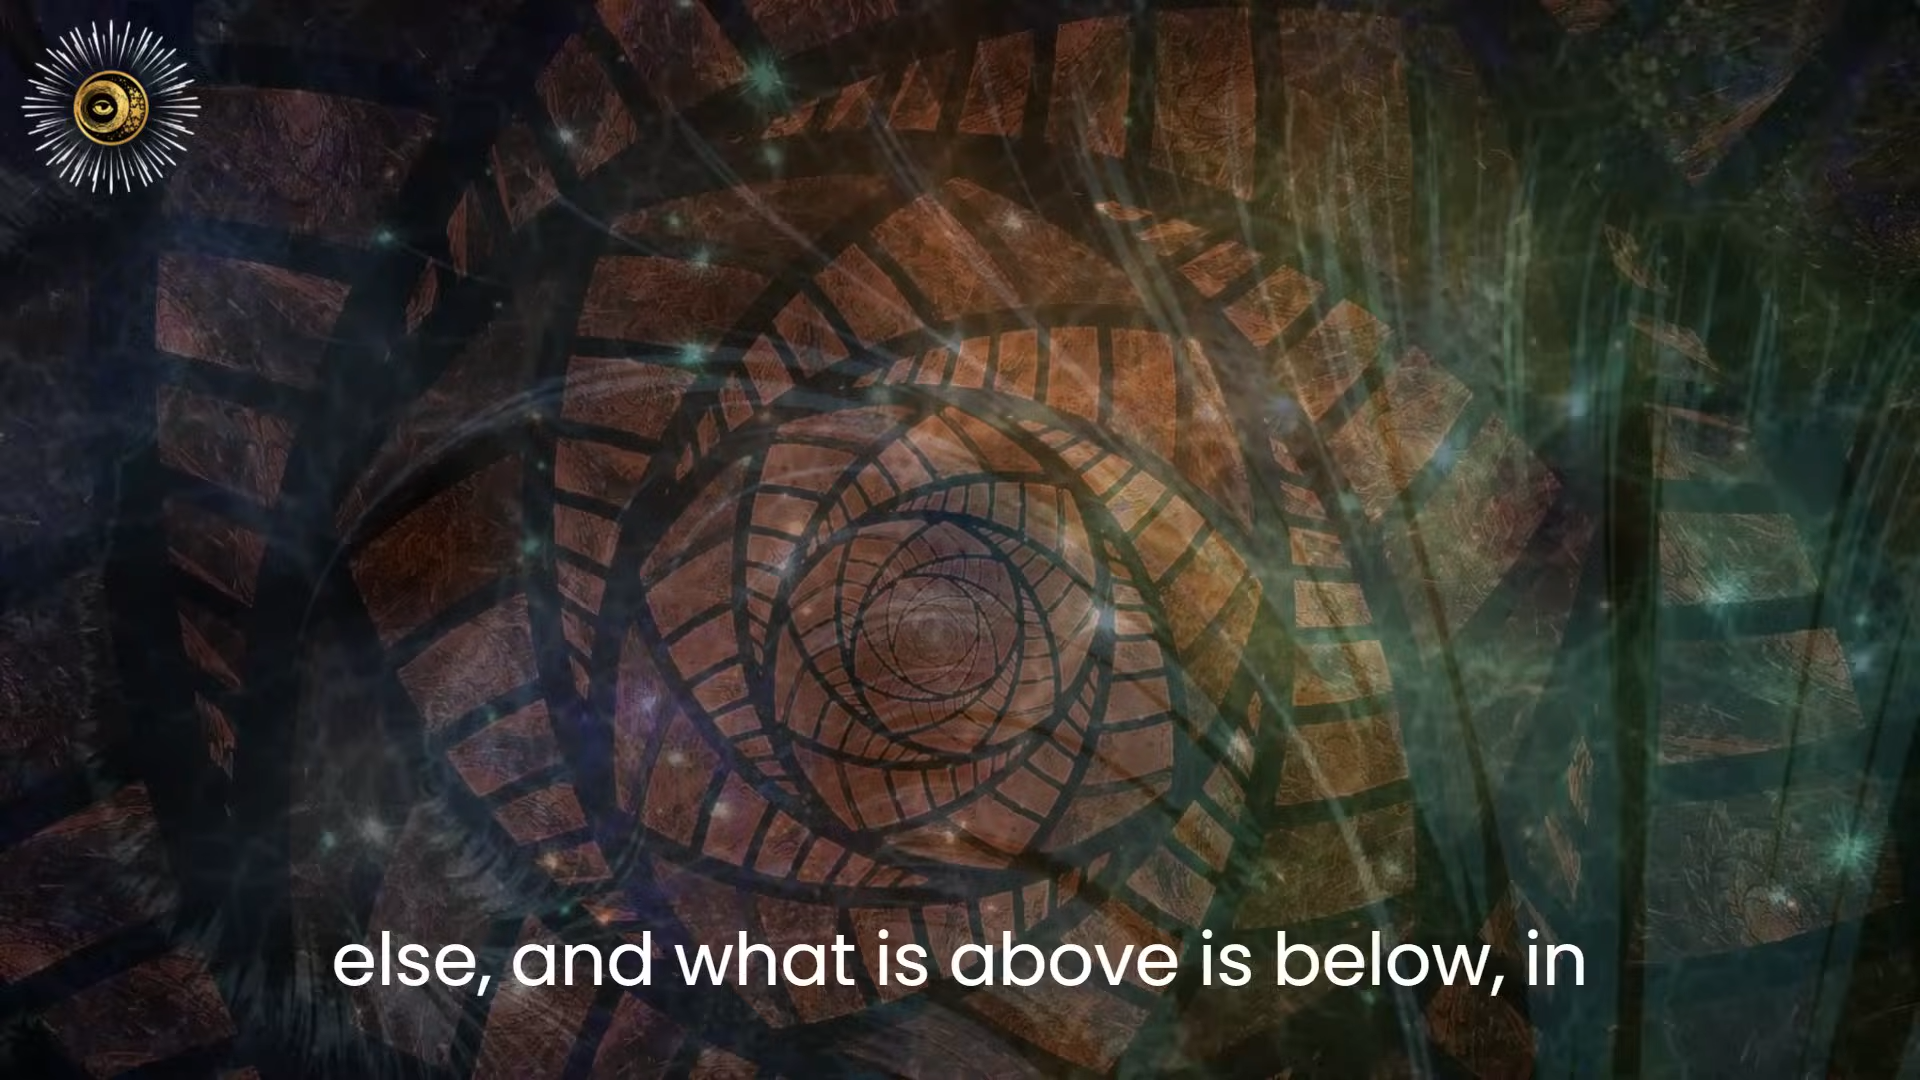 else, and what is above is below, in